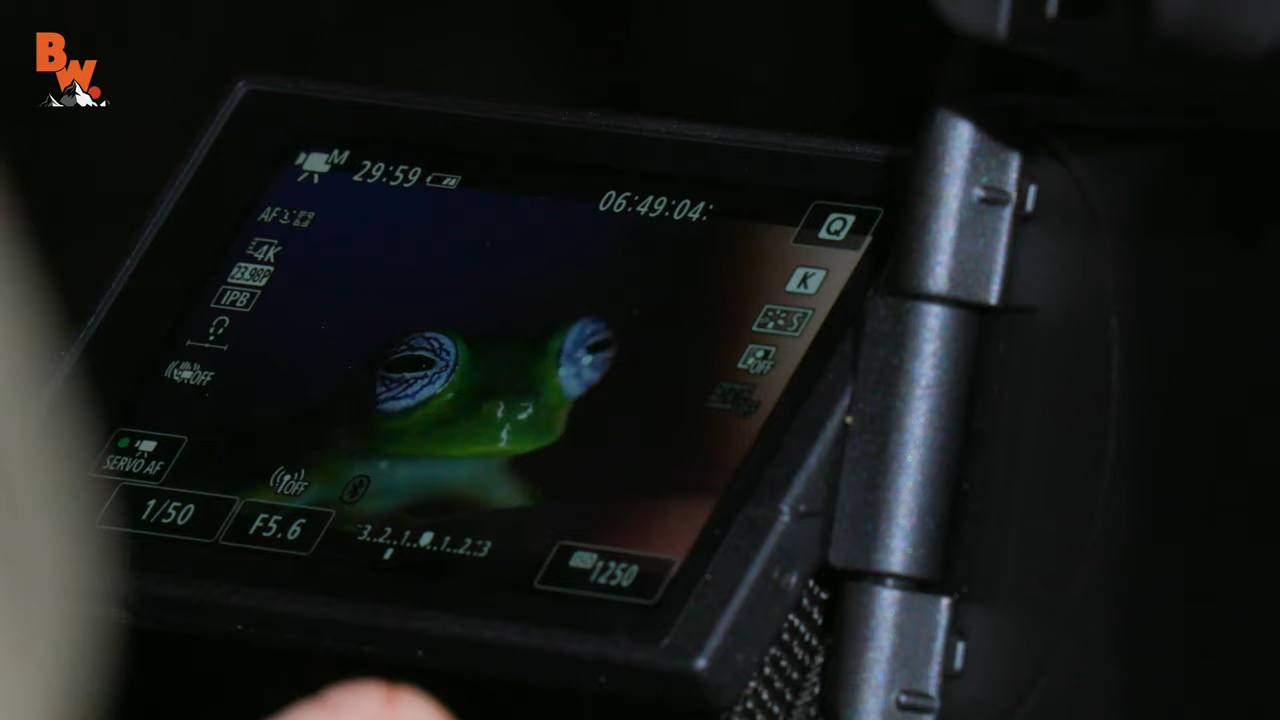 BW.
M 29:59
06:49:04:
Q
AF
4K
K
23.98P
IPB
S
OFF
OFF
SERVO AF
OFF
1/50
F5.6
3..2..1..1..2..3
1250